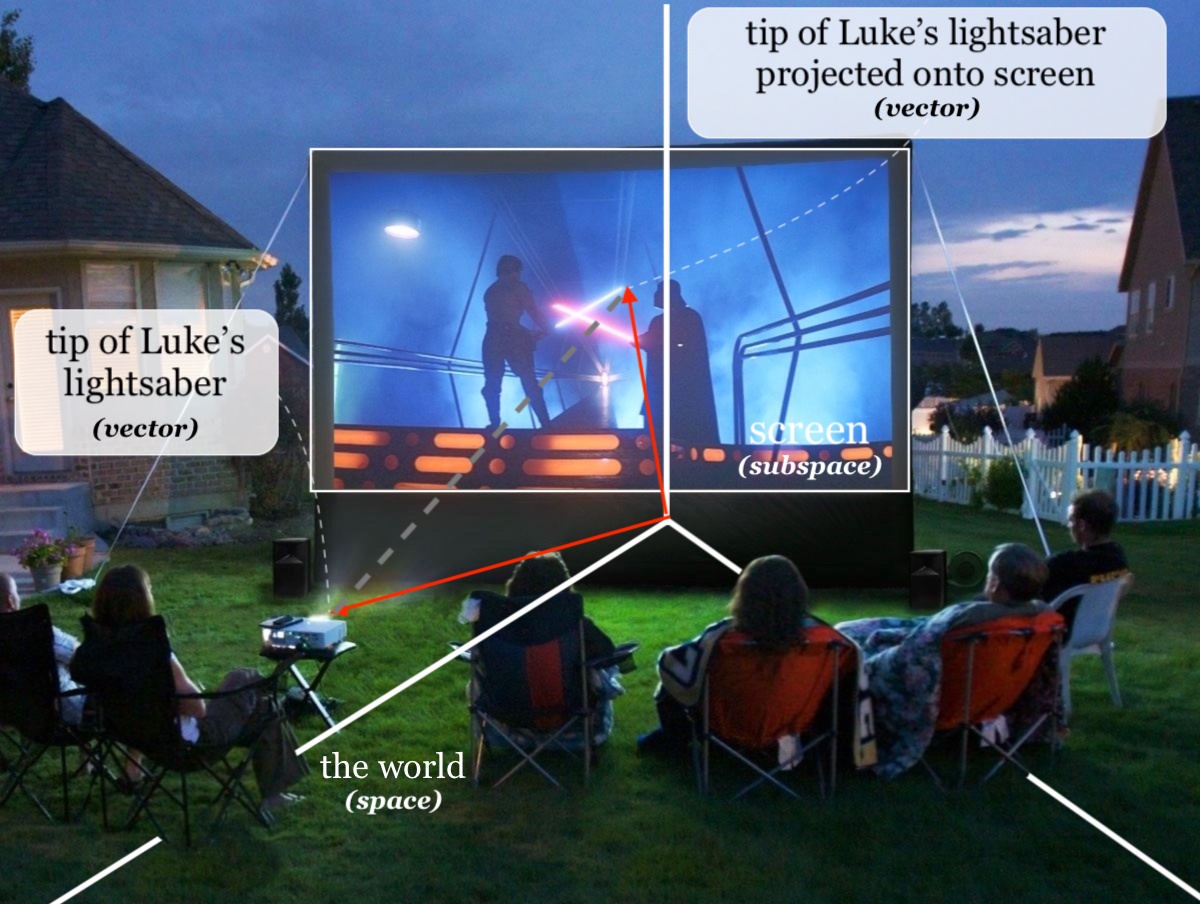 tip of Luke’s lightsaber
projected onto screen
(vector)
tip of Luke’s
lightsaber
(vector)
screen
(subspace)
the world
(space)